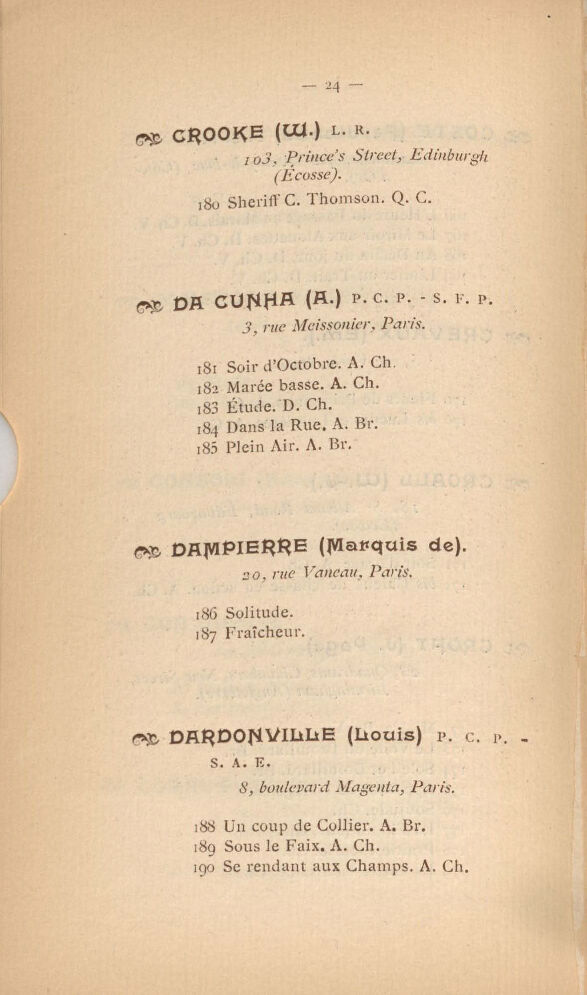 — 24 —
CROOKE (W.) L. R.
103, Prince's Street, Edinburgh
(Écosse).
180 Sheriff C. Thomson. Q. C.
DA CUNHA (A.) P. C. P. - S. F. P.
3, rue Meissonier, Paris.
181 Soir d'Octobre. A. Ch.
182 Marée basse. A. Ch.
183 Étude. D. Ch.
184 Dans la Rue. A. Br.
185 Plein Air. A. Br.
DAMPIERRE (Marquis de).
20, rue Vaneau, Paris.
186 Solitude.
187 Fraîcheur.
DARDONVILLE (Louis) P. C. P. -
S. A. E.
8, boulevard Magenta, Paris.
188 Un coup de Collier. A. Br.
189 Sous le Faix. A. Ch.
190 Se rendant aux Champs. A. Ch.